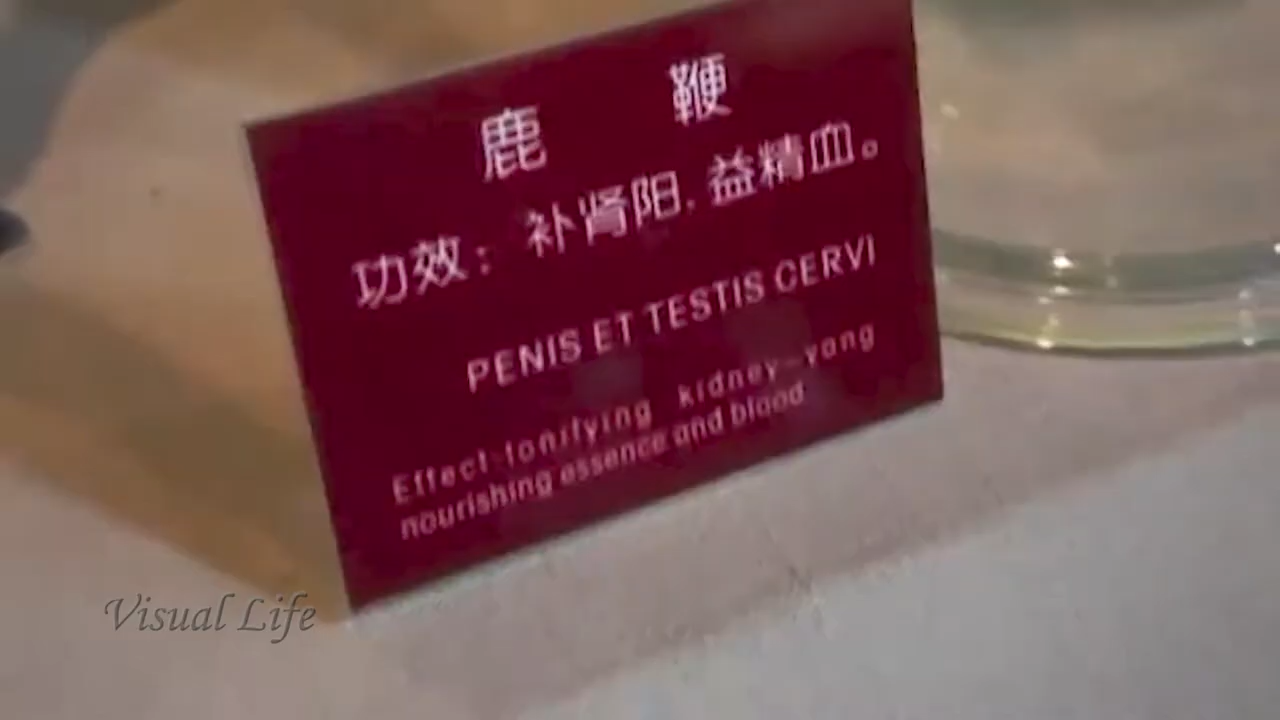 鹿 鞭
功效：补肾阳.益精血。
PENIS ET TESTIS CERVI
Effect:tonifying kidney-yang
nourishing essence and blood
Visual Life